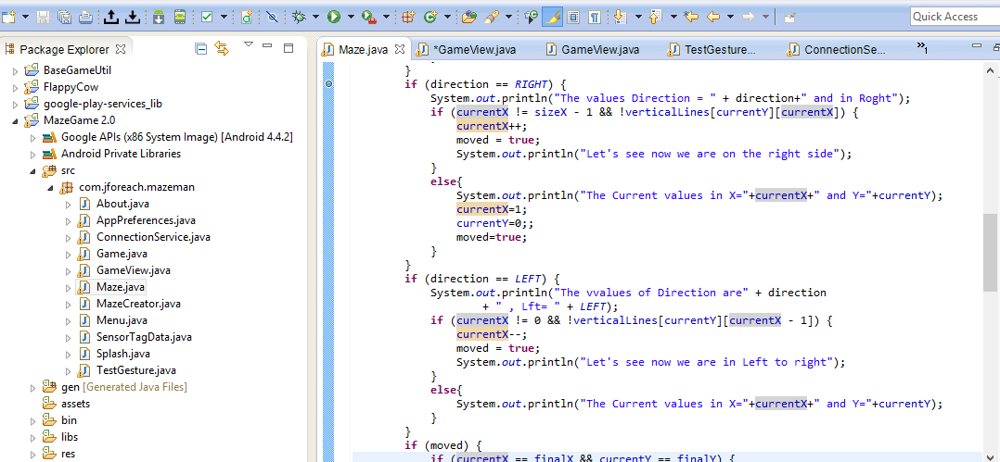 Quick Access
Package Explorer
BaseGameUtil
FlappyCow
google-play-services_lib
MazeGame 2.0
Google APIs (x86 System Image) [Android 4.4.2]
Android Private Libraries
src
com.jforeach.mazeman
About.java
AppPreferences.java
ConnectionService.java
Game.java
GameView.java
Maze.java
MazeCreator.java
Menu.java
SensorTagData.java
Splash.java
TestGesture.java
gen [Generated Java Files]
assets
bin
libs
res
Maze.java
*GameView.java
GameView.java
TestGesture...
ConnectionSe...
»1
}
if (direction == RIGHT) {
System.out.println("The values Direction = " + direction+" and in Roght");
if (currentX != sizeX - 1 && !verticalLines[currentY][currentX]) {
currentX++;
moved = true;
System.out.println("Let's see now we are on the right side");
}
else{
System.out.println("The Current values in X="+currentX+" and Y="+currentY);
currentX=1;
currentY=0;;
moved=true;
}
}
if (direction == LEFT) {
System.out.println("The vvalues of Direction are" + direction
+ " , Lft= " + LEFT);
if (currentX != 0 && !verticalLines[currentY][currentX - 1]) {
currentX--;
moved = true;
System.out.println("Let's see now we are in Left to right");
}
else{
System.out.println("The Current values in X="+currentX+" and Y="+currentY);
}
}
if (moved) {
if (currentX == finalX && currentY == finalY) {